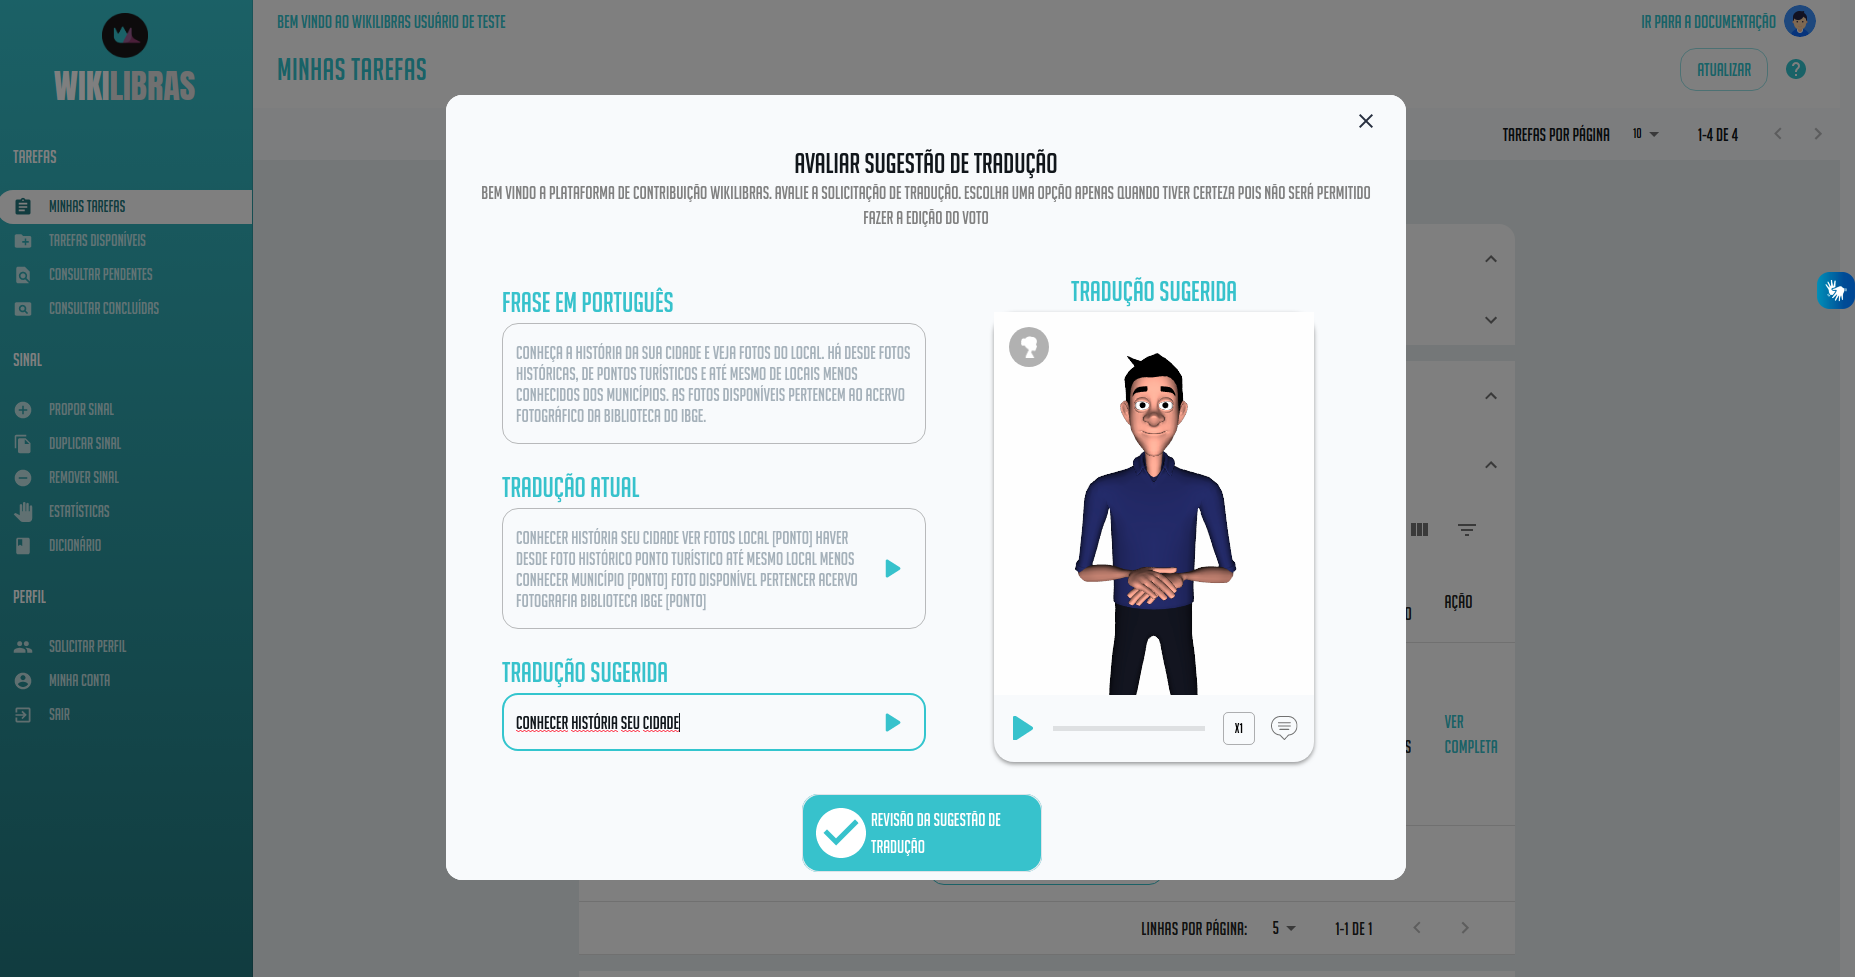 WIKILIBRAS
TAREFAS
MINHAS TAREFAS
TAREFAS DISPONÍVEIS
CONSULTAR PENDENTES
CONSULTAR CONCLUÍDAS
SINAL
PROPOR SINAL
DUPLICAR SINAL
REMOVER SINAL
ESTATÍSTICAS
DICIONÁRIO
PERFIL
SOLICITAR PERFIL
MINHA CONTA
SAIR
BEM VINDO AO WIKILIBRAS USUÁRIO DE TESTE
IR PARA A DOCUMENTAÇÃO
MINHAS TAREFAS
ATUALIZAR
TAREFAS POR PÁGINA
10
1-4 DE 4
AVALIAR SUGESTÃO DE TRADUÇÃO
BEM VINDO A PLATAFORMA DE CONTRIBUIÇÃO WIKILIBRAS. AVALIE A SOLICITAÇÃO DE TRADUÇÃO. ESCOLHA UMA OPÇÃO APENAS QUANDO TIVER CERTEZA POIS NÃO SERÁ PERMITIDO
FAZER A EDIÇÃO DO VOTO
FRASE EM PORTUGUÊS
CONHEÇA A HISTÓRIA DA SUA CIDADE E VEJA FOTOS DO LOCAL. HÁ DESDE FOTOS
HISTÓRICAS, DE PONTOS TURÍSTICOS E ATÉ MESMO DE LOCAIS MENOS
CONHECIDOS DOS MUNICÍPIOS. AS FOTOS DISPONÍVEIS PERTENCEM AO ACERVO
FOTOGRÁFICO DA BIBLIOTECA DO IBGE.
TRADUÇÃO ATUAL
CONHECER HISTÓRIA SEU CIDADE VER FOTOS LOCAL [PONTO] HAVER
DESDE FOTO HISTÓRICO PONTO TURÍSTICO ATÉ MESMO LOCAL MENOS
CONHECER MUNICÍPIO [PONTO] FOTO DISPONÍVEL PERTENCER ACERVO
FOTOGRAFIA BIBLIOTECA IBGE [PONTO]
TRADUÇÃO SUGERIDA
CONHECER HISTÓRIA SEU CIDADE
TRADUÇÃO SUGERIDA
X1
REVISÃO DA SUGESTÃO DE
TRADUÇÃO
O AÇÃO
S
VER
COMPLETA
LINHAS POR PÁGINA:
5
1-1 DE 1